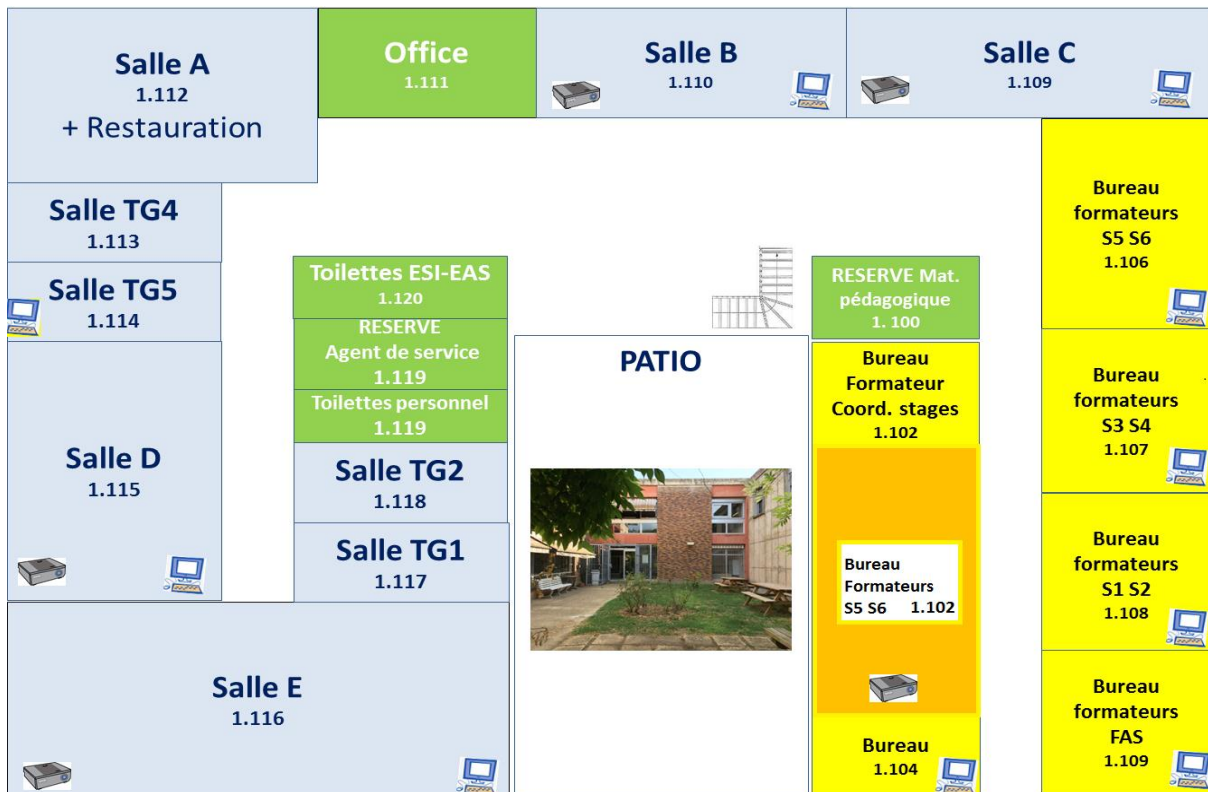 Salle A
1.112
+ Restauration
Office
1.111
Salle B
1.110
Salle C
1.109
Salle TG4
1.113
Salle TG5
1.114
Salle D
1.115
Toilettes ESI-EAS
1.120
RESERVE
Agent de service
1.119
Toilettes personnel
1.119
Salle TG2
1.118
Salle TG1
1.117
Salle E
1.116
PATIO
RESERVE Mat.
pédagogique
1. 100
Bureau
Formateur
Coord. stages
1.102
Bureau
Formateurs
S5 S6 1.102
Bureau
1.104
Bureau
formateurs
S5 S6
1.106
Bureau
formateurs
S3 S4
1.107
Bureau
formateurs
S1 S2
1.108
Bureau
formateurs
FAS
1.109